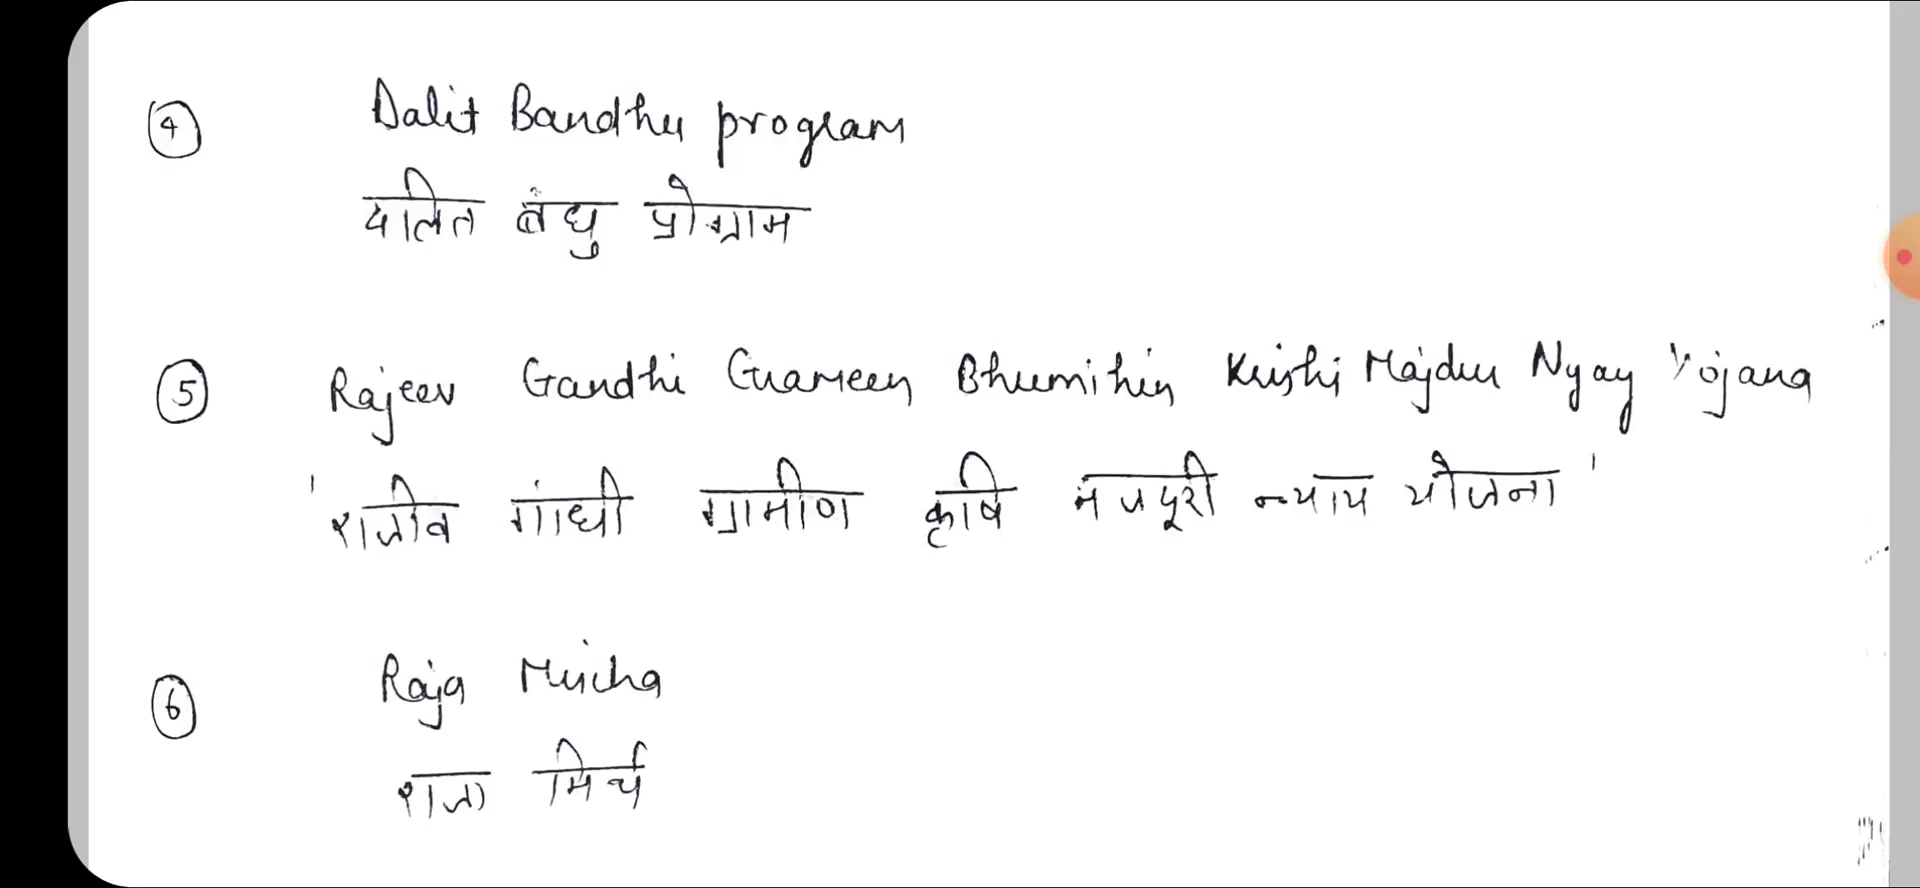 4 Dalit Bandhu program
दलित बंधु प्रोग्राम
5 Rajeev Gandhi Grameen Bhumihin Krishi Majdur Nyay Yojana
'राजीव गांधी ग्रामीण कृषि मजदूरी न्याय योजना'
6 Raja Mircha
राजा मिर्च